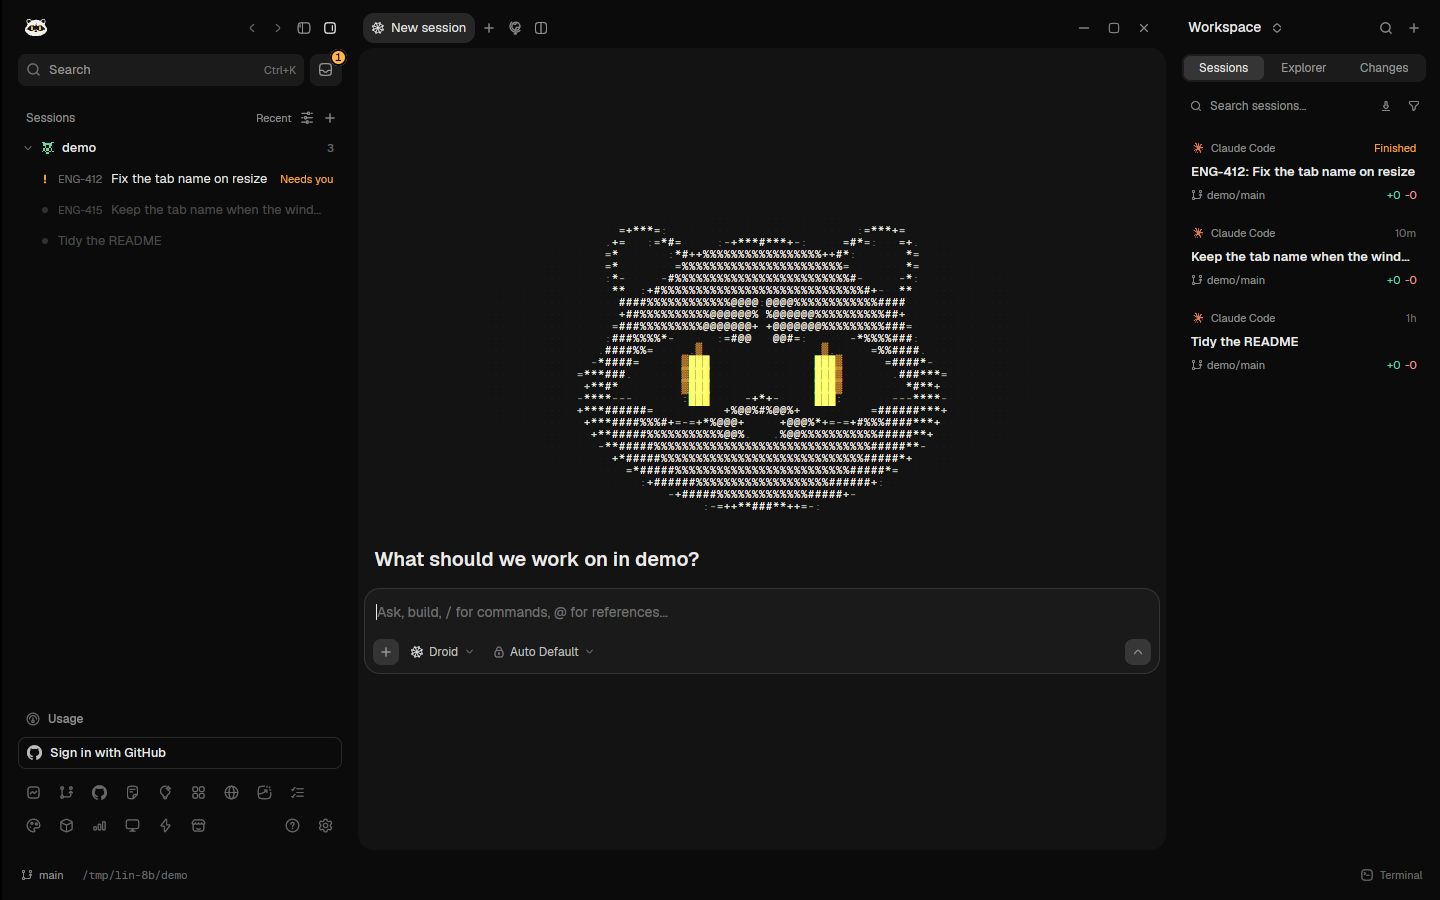 New session
Workspace
Search
Ctrl+K
1
Sessions
Explorer
Changes
Sessions
Recent
Search sessions...
demo
3
ENG-412
Fix the tab name on resize
Needs you
ENG-415
Keep the tab name when the wind...
Tidy the README
Claude Code
Finished
ENG-412: Fix the tab name on resize
demo/main
+0 -0
Claude Code
10m
Keep the tab name when the wind...
demo/main
+0 -0
Claude Code
1h
Tidy the README
demo/main
+0 -0
What should we work on in demo?
Ask, build, / for commands, @ for references...
Droid
Auto Default
Usage
Sign in with GitHub
main
/tmp/lin-8b/demo
Terminal